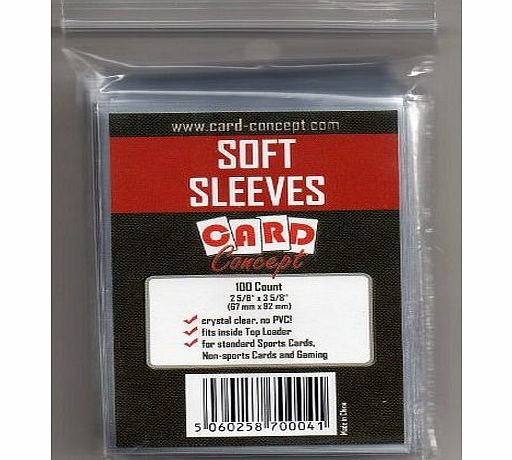 www.card-concept.com
SOFT
SLEEVES
CARD
Concept
100 Count
2 5/8" x 3 5/8"
(67 mm x 92 mm)
crystal clear, no PVC!
fits inside Top Loader
for standard Sports Cards,
Non-sports Cards and Gaming
5 060258 700041
Made in China